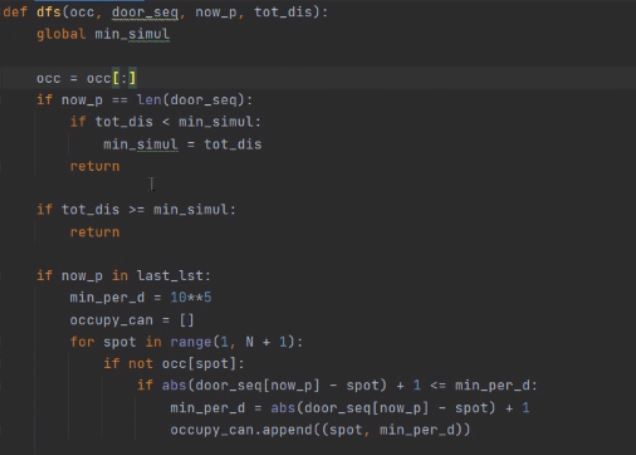 def dfs(occ, door_seq, now_p, tot_dis):
    global min_simul
    occ = occ[:]
    if now_p == len(door_seq):
        if tot_dis < min_simul:
            min_simul = tot_dis
        return
    if tot_dis >= min_simul:
        return
    if now_p in last_lst:
        min_per_d = 10**5
        occupy_can = []
        for spot in range(1, N + 1):
            if not occ[spot]:
                if abs(door_seq[now_p] - spot) + 1 <= min_per_d:
                    min_per_d = abs(door_seq[now_p] - spot) + 1
                    occupy_can.append((spot, min_per_d))